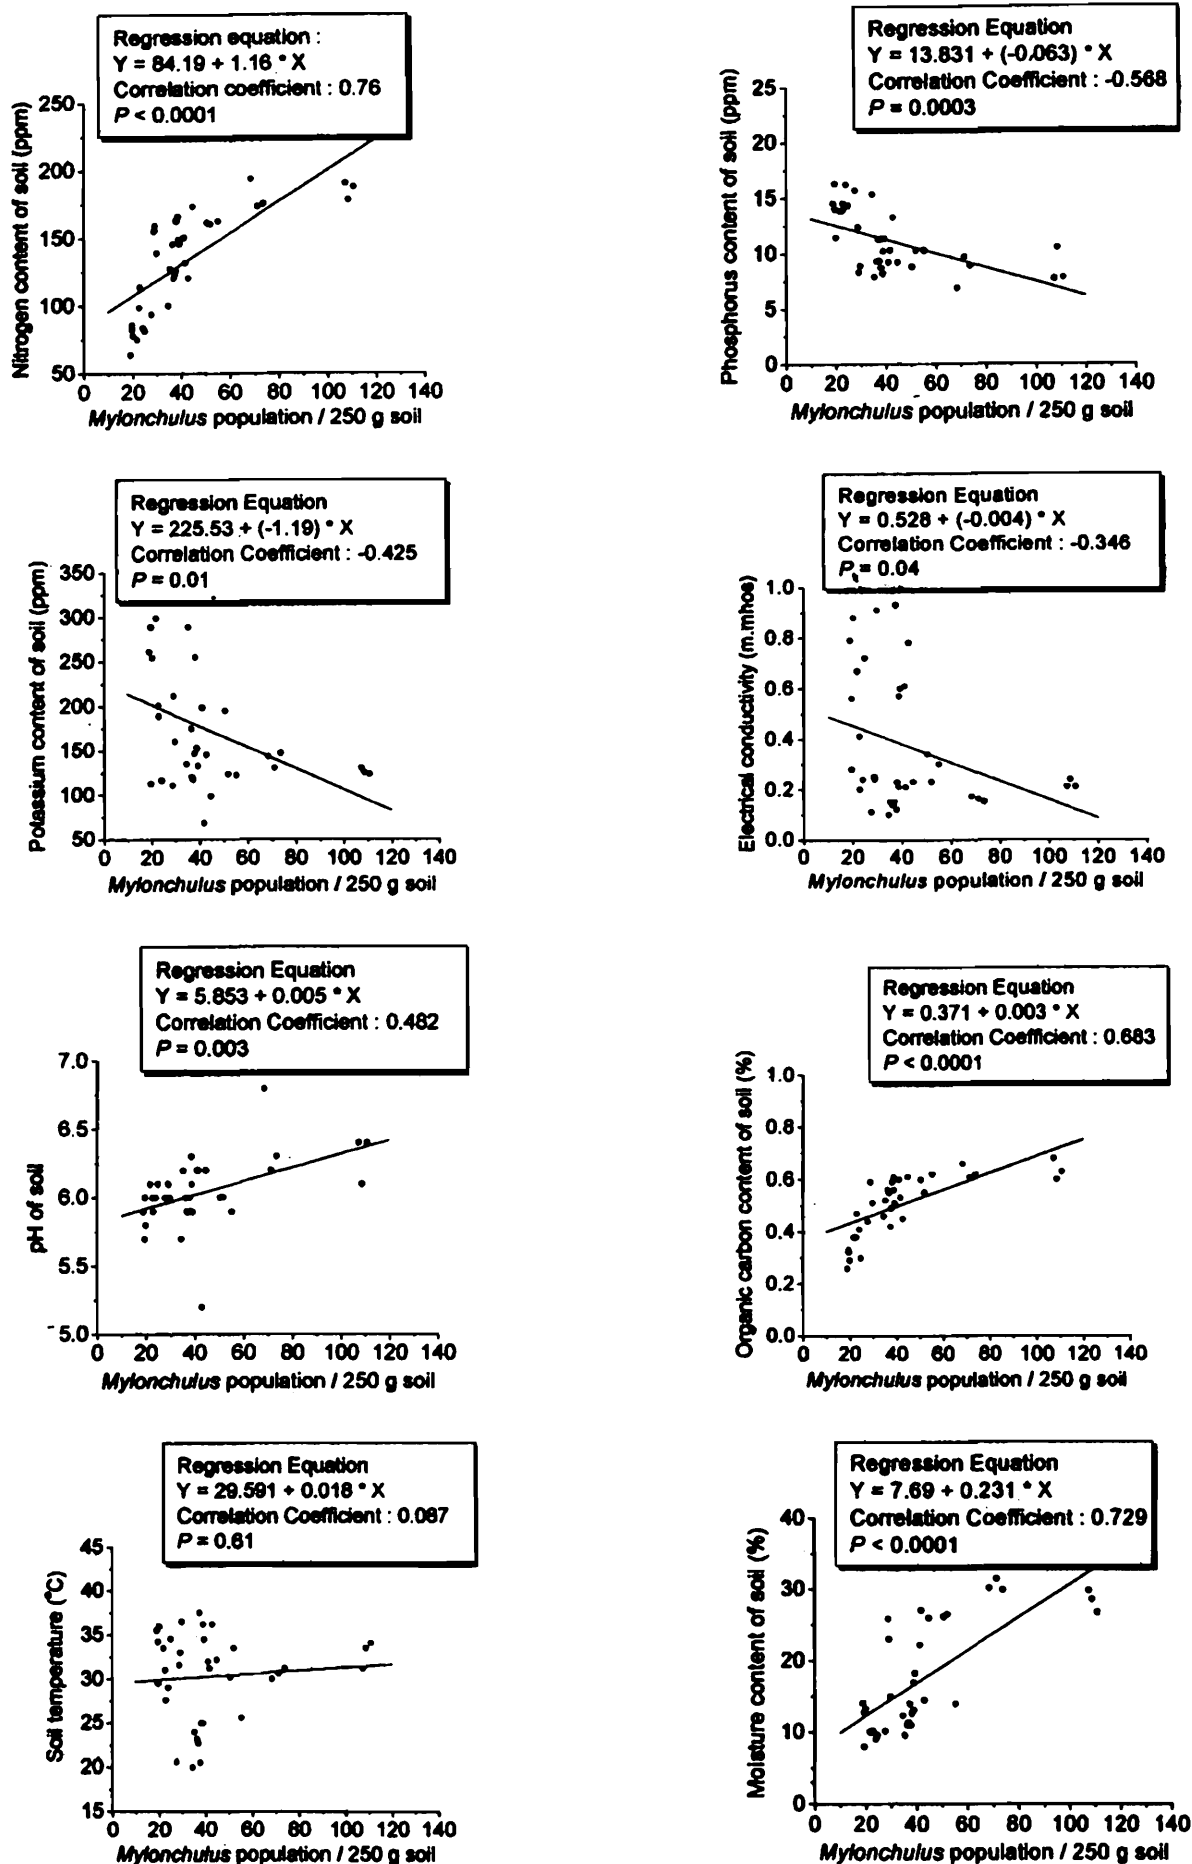 Regression equation :
Y = 84.19 + 1.16 * X
Correlation coefficient : 0.76
P < 0.0001
Nitrogen content of soil (ppm)
250
200
150
100
50
0 20 40 60 80 100 120 140
Mylonchulus population / 250 g soil
Regression Equation
Y = 13.831 + (-0.063) * X
Correlation Coefficient : -0.568
P = 0.0003
Phosphorus content of soil (ppm)
25
20
15
10
5
0
0 20 40 60 80 100 120 140
Mylonchulus population / 250 g soil
Regression Equation
Y = 225.53 + (-1.19) * X
Correlation Coefficient : -0.425
P = 0.01
Potassium content of soil (ppm)
350
300
250
200
150
100
50
0 20 40 60 80 100 120 140
Mylonchulus population / 250 g soil
Regression Equation
Y = 0.528 + (-0.004) * X
Correlation Coefficient : -0.346
P = 0.04
Electrical conductivity (m.mhos)
1.0
0.8
0.6
0.4
0.2
0.0
0 20 40 60 80 100 120 140
Mylonchulus population / 250 g soil
Regression Equation
Y = 5.853 + 0.005 * X
Correlation Coefficient : 0.482
P = 0.003
pH of soil
7.0
6.5
6.0
5.5
5.0
0 20 40 60 80 100 120 140
Mylonchulus population / 250 g soil
Regression Equation
Y = 0.371 + 0.003 * X
Correlation Coefficient : 0.683
P < 0.0001
Organic carbon content of soil (%)
1.0
0.8
0.6
0.4
0.2
0.0
0 20 40 60 80 100 120 140
Mylonchulus population / 250 g soil
Regression Equation
Y = 29.591 + 0.018 * X
Correlation Coefficient : 0.087
P = 0.61
Soil temperature (°C)
45
40
35
30
25
20
15
0 20 40 60 80 100 120 140
Mylonchulus population / 250 g soil
Regression Equation
Y = 7.69 + 0.231 * X
Correlation Coefficient : 0.729
P < 0.0001
Moisture content of soil (%)
40
30
20
10
0
0 20 40 60 80 100 120 140
Mylonchulus population / 250 g soil